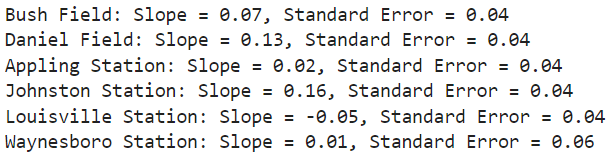 Bush Field: Slope = 0.07, Standard Error = 0.04
Daniel Field: Slope = 0.13, Standard Error = 0.04
Appling Station: Slope = 0.02, Standard Error = 0.04
Johnston Station: Slope = 0.16, Standard Error = 0.04
Louisville Station: Slope = -0.05, Standard Error = 0.04
Waynesboro Station: Slope = 0.01, Standard Error = 0.06